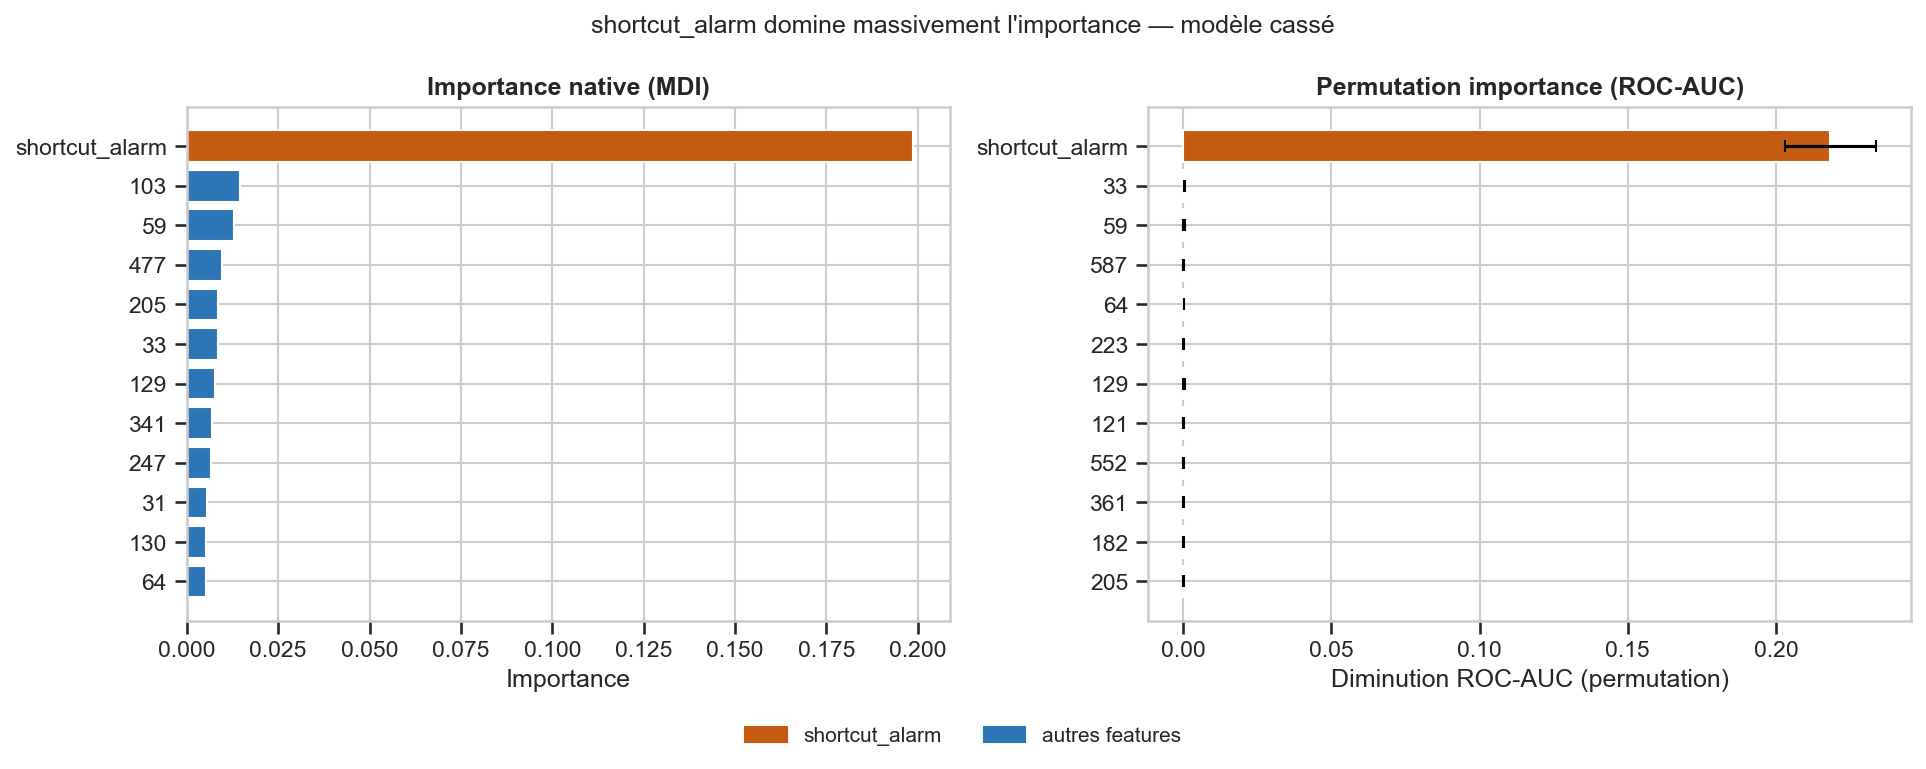 shortcut_alarm domine massivement l'importance — modèle cassé
Importance native (MDI)
shortcut_alarm
103
59
477
205
33
129
341
247
31
130
64
0.000 0.025 0.050 0.075 0.100 0.125 0.150 0.175 0.200
Importance
Permutation importance (ROC-AUC)
shortcut_alarm
33
59
587
64
223
129
121
552
361
182
205
0.00 0.05 0.10 0.15 0.20
Diminution ROC-AUC (permutation)
shortcut_alarm autres features